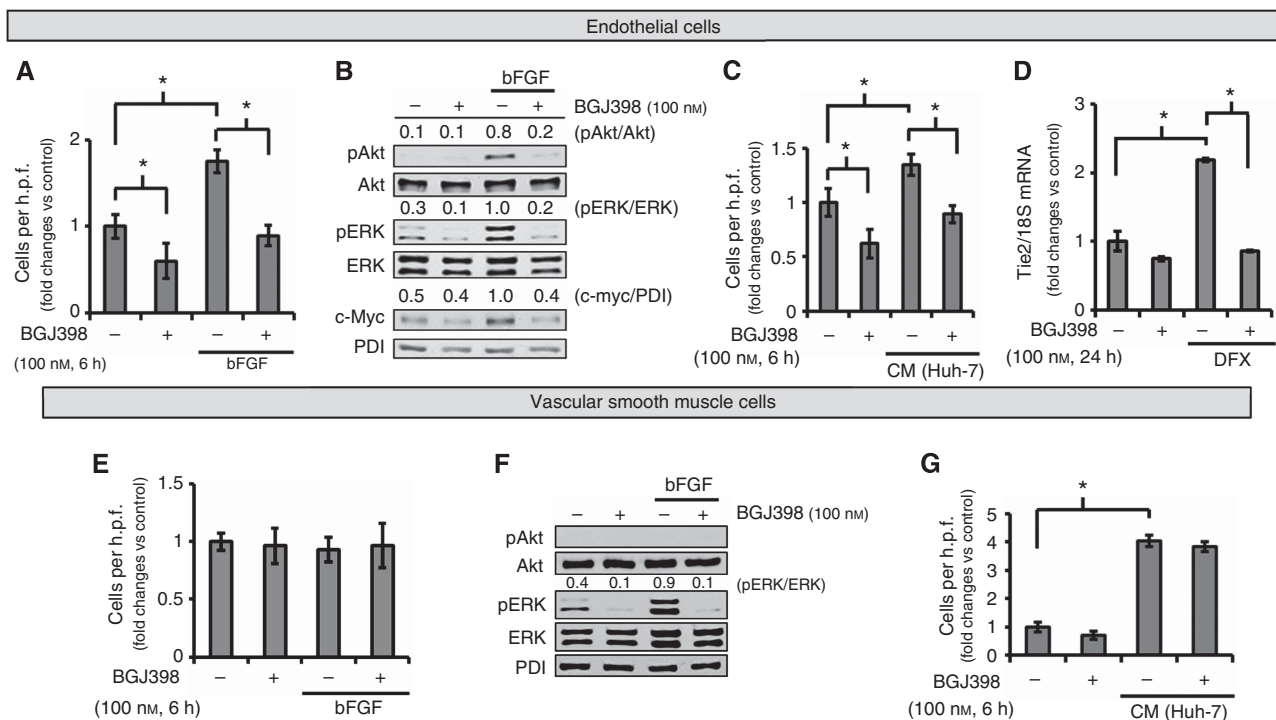 Endothelial cells
A
Cells per h.p.f.
(fold changes vs control)
2
1
0
*
*
*
BGJ398 – + – +
(100 nM, 6 h)
bFGF
B
bFGF
– + – + BGJ398 (100 nM)
0.1 0.1 0.8 0.2 (pAkt/Akt)
pAkt
Akt
0.3 0.1 1.0 0.2 (pERK/ERK)
pERK
ERK
0.5 0.4 1.0 0.4 (c-myc/PDI)
c-Myc
PDI
C
Cells per h.p.f.
(fold changes vs control)
1.5
1
0.5
0
*
*
*
BGJ398 – + – +
(100 nM, 6 h)
CM (Huh-7)
D
Tie2/18S mRNA
(fold changes vs control)
3
2
1
0
*
*
BGJ398 – + – +
(100 nM, 24 h)
DFX
Vascular smooth muscle cells
E
Cells per h.p.f.
(fold changes vs control)
1.5
1
0.5
0
BGJ398 – + – +
(100 nM, 6 h)
bFGF
F
bFGF
– + – + BGJ398 (100 nM)
pAkt
Akt
0.4 0.1 0.9 0.1 (pERK/ERK)
pERK
ERK
PDI
G
Cells per h.p.f.
(fold changes vs control)
5
4
3
2
1
0
*
BGJ398 – + – +
(100 nM, 6 h)
CM (Huh-7)